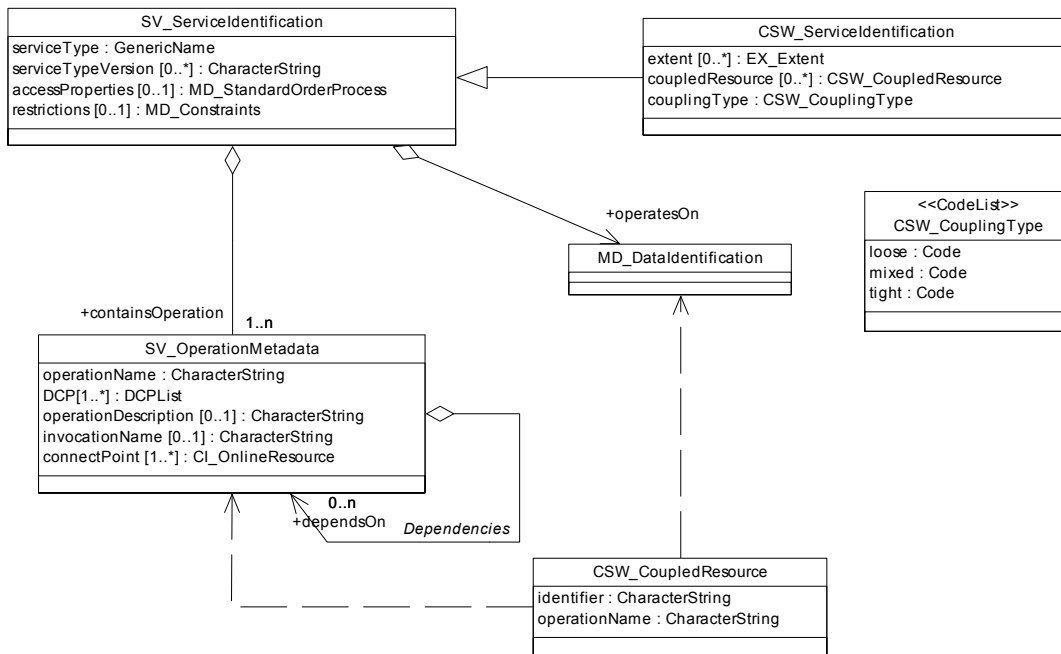 SV_ServiceIdentification
serviceType : GenericName
serviceTypeVersion [0..*] : CharacterString
accessProperties [0..1] : MD_StandardOrderProcess
restrictions [0..1] : MD_Constraints
CSW_ServiceIdentification
extent [0..*] : EX_Extent
coupledResource [0..*] : CSW_CoupledResource
couplingType : CSW_CouplingType
<<CodeList>>
CSW_CouplingType
loose : Code
mixed : Code
tight : Code
+operatesOn
MD_DataIdentification
+containsOperation
1..n
SV_OperationMetadata
operationName : CharacterString
DCP[1..*] : DCPList
operationDescription [0..1] : CharacterString
invocationName [0..1] : CharacterString
connectPoint [1..*] : CI_OnlineResource
0..n
+dependsOn
Dependencies
CSW_CoupledResource
identifier : CharacterString
operationName : CharacterString